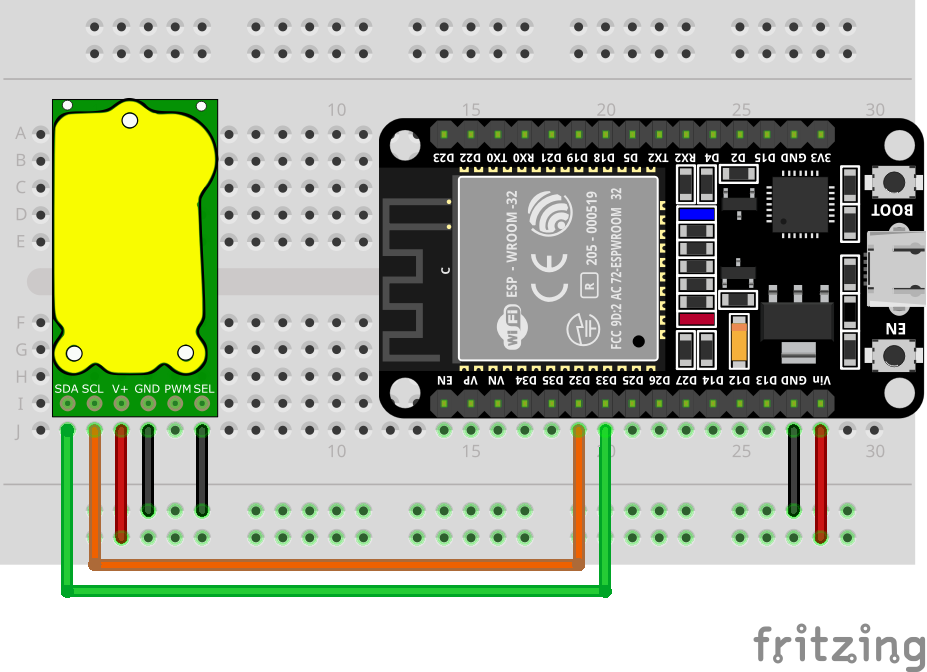 10 15 20 25 30
A
B
C
D
E
F
G
H
I
J
D23 D22 TX0 RX0 D21 D19 D18 D5 TX2 RX2 D4 D2 D15 GND 3V3
BOOT
EN
C
ESP - WROOM -32
WiFi
CE
R
205 - 000519
FCC 9D:2 AC 72-ESPWROOM 32
EN VP VN D34 D35 D32 D33 D25 D26 D27 D14 D12 D13 GND Vin
SDA SCL V+ GND PWM SEL
10 15 25 30
fritzing